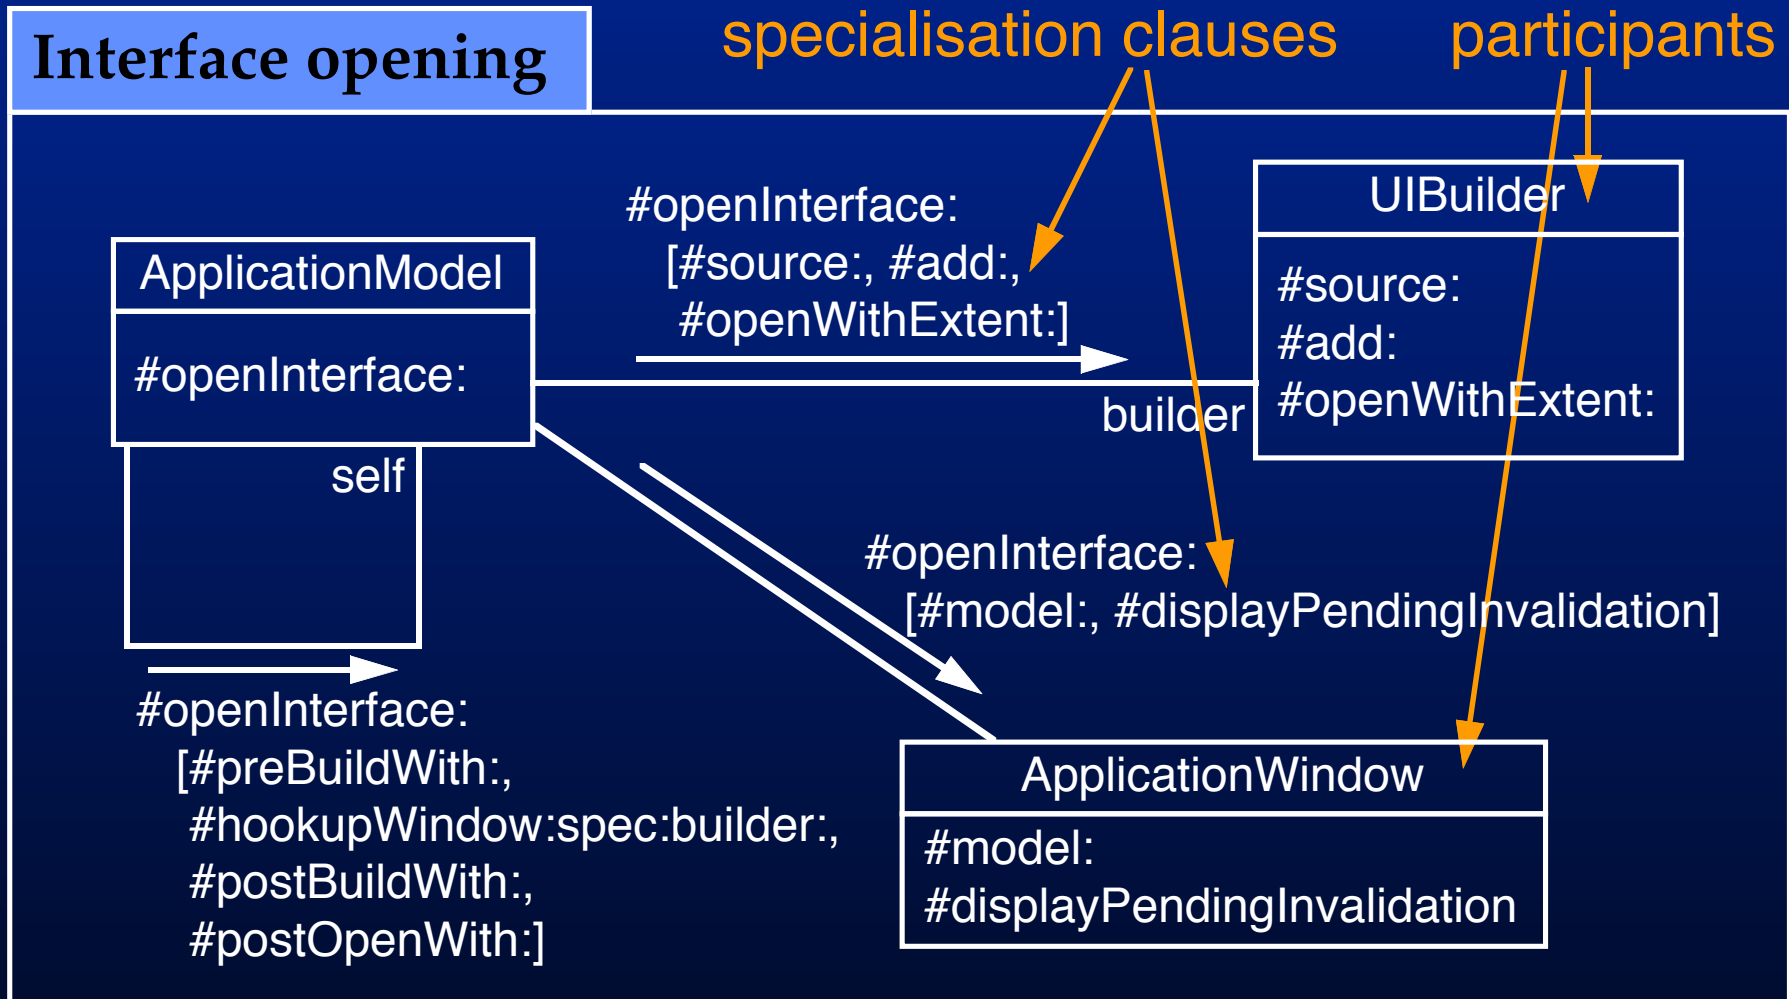 Interface opening
specialisation clauses
participants
ApplicationModel
#openInterface:
self
#openInterface:
[#preBuildWith:,
#hookupWindow:spec:builder:,
#postBuildWith:,
#postOpenWith:]
#openInterface:
[#source:, #add:,
#openWithExtent:]
builder
UIBuilder
#source:
#add:
#openWithExtent:
#openInterface:
[#model:, #displayPendingInvalidation]
ApplicationWindow
#model:
#displayPendingInvalidation